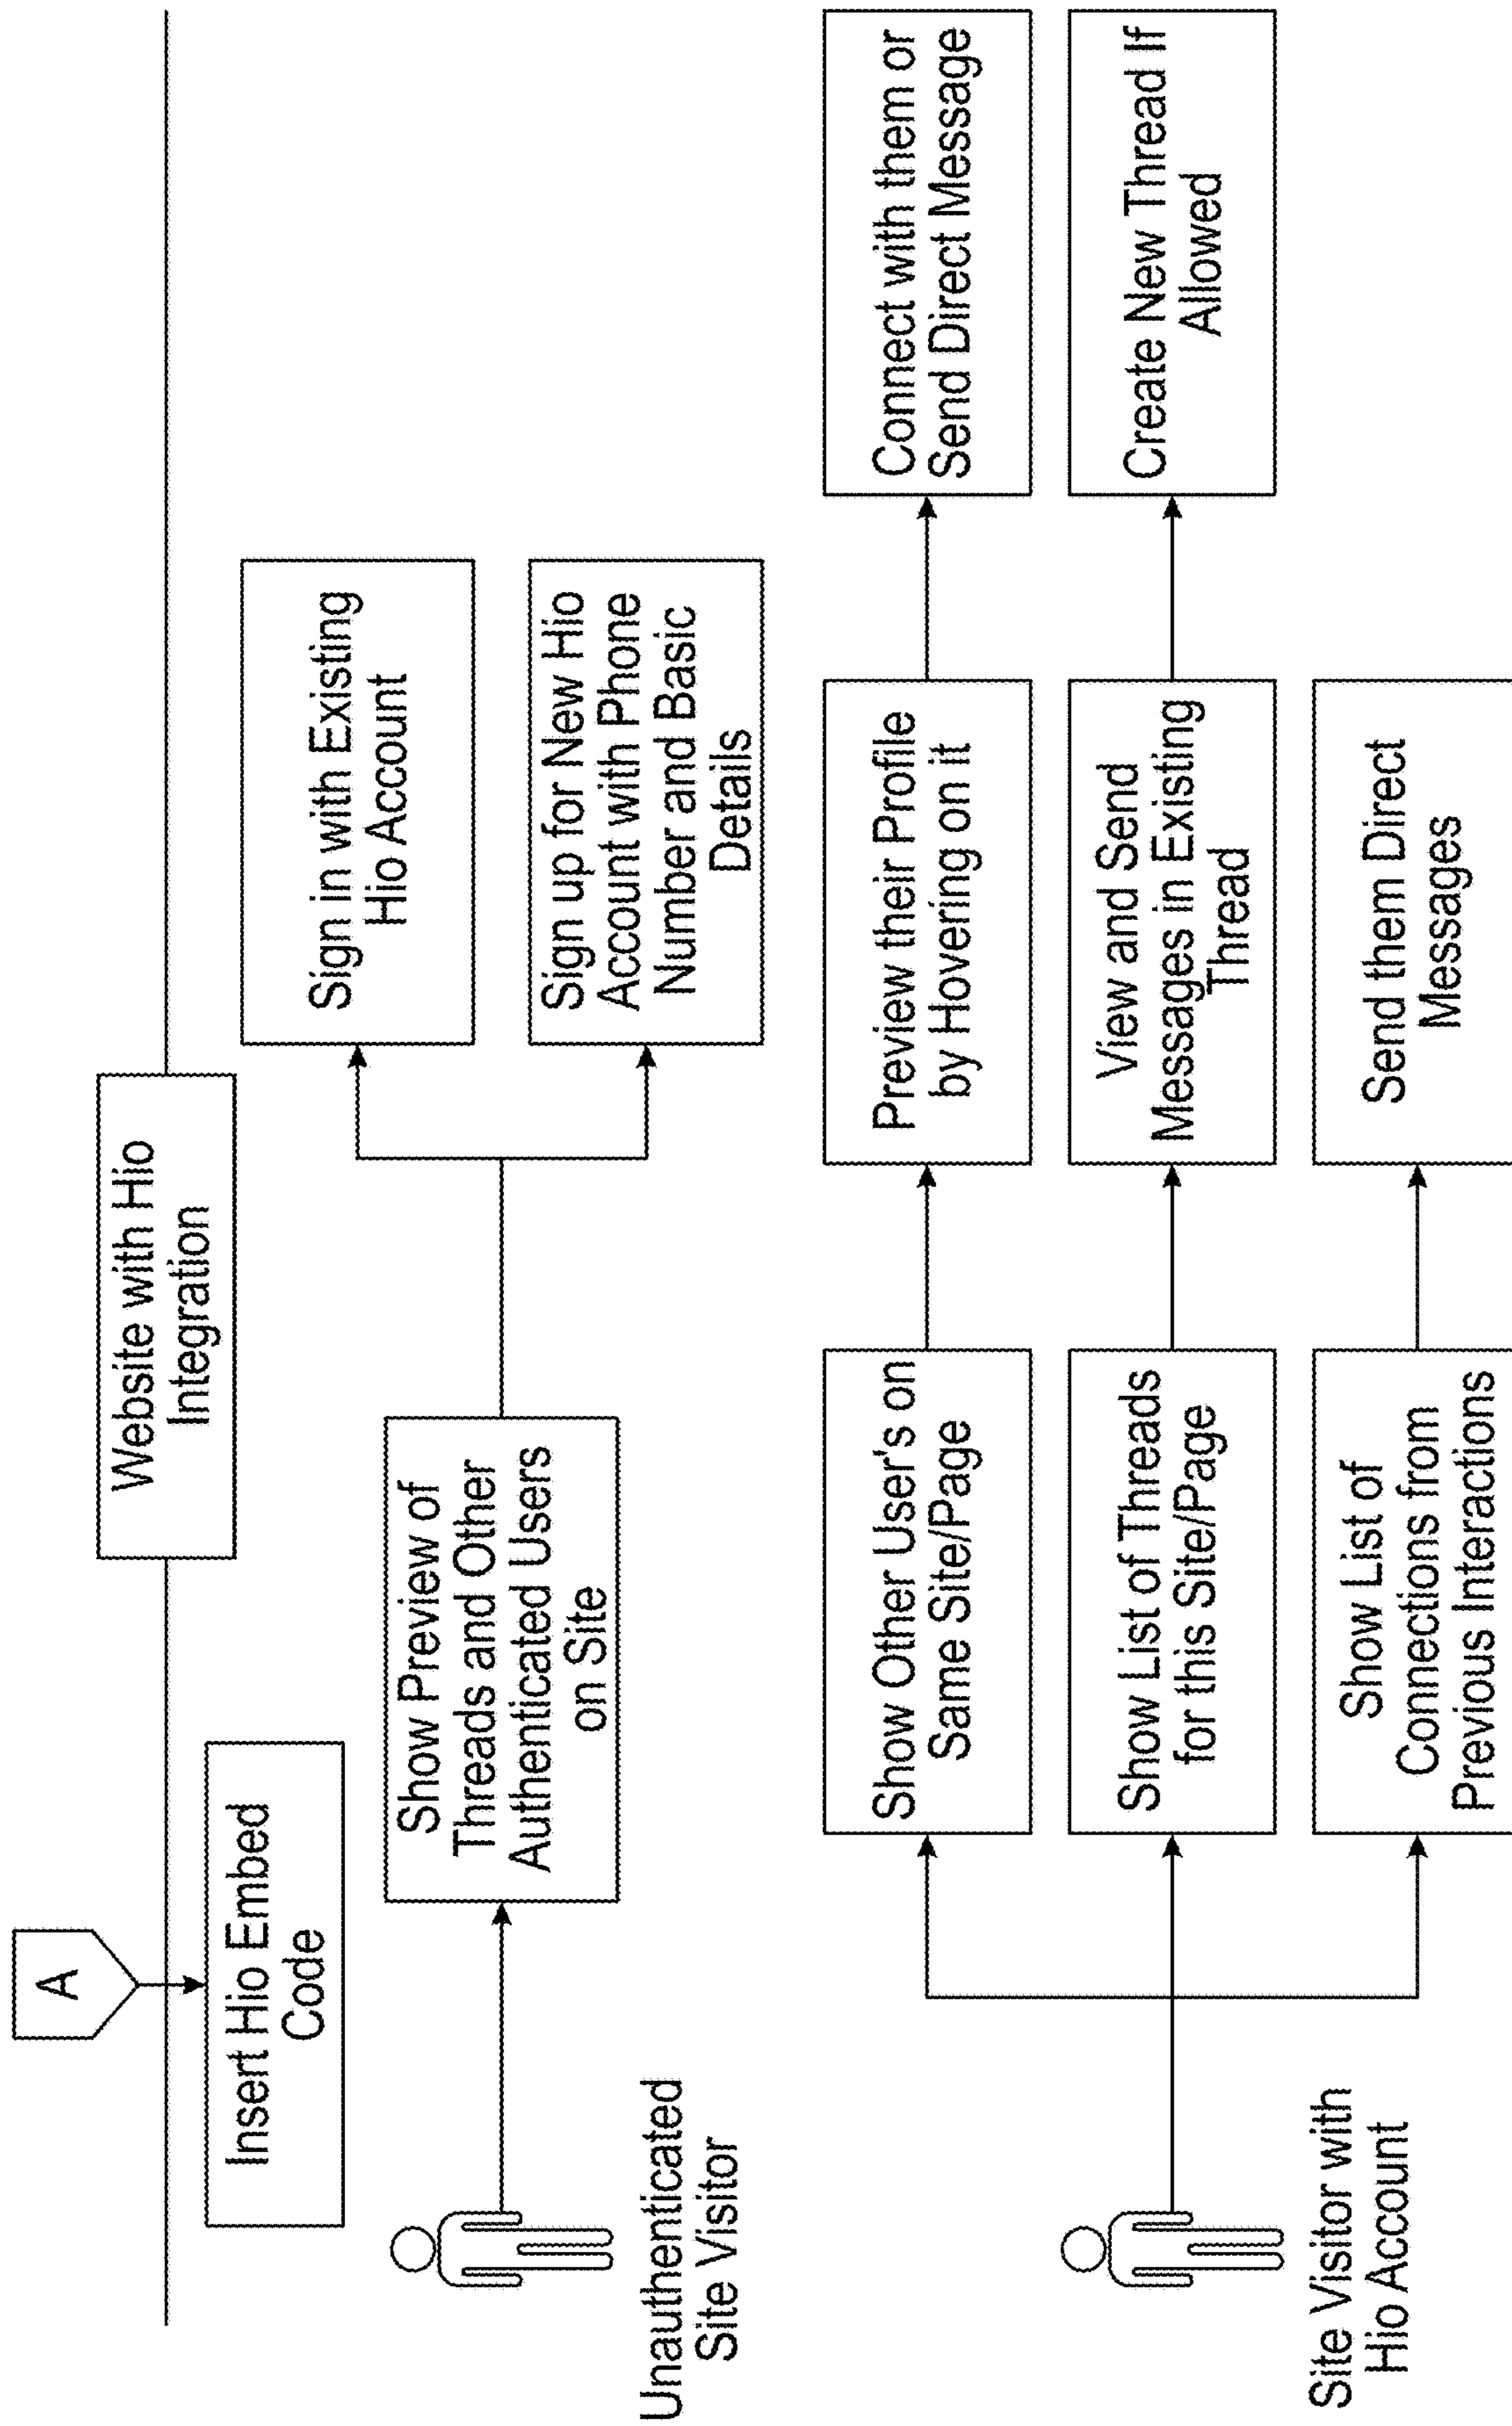 A
Website with Hio
Integration
Insert Hio Embed
Code
Unauthenticated
Site Visitor
Show Preview of
Threads and Other
Authenticated Users
on Site
Sign in with Existing
Hio Account
Sign up for New Hio
Account with Phone
Number and Basic
Details
Site Visitor with
Hio Account
Show Other User's on
Same Site/Page
Preview their Profile
by Hovering on it
Connect with them or
Send Direct Message
Show List of Threads
for this Site/Page
View and Send
Messages in Existing
Thread
Create New Thread If
Allowed
Show List of
Connections from
Previous Interactions
Send them Direct
Messages